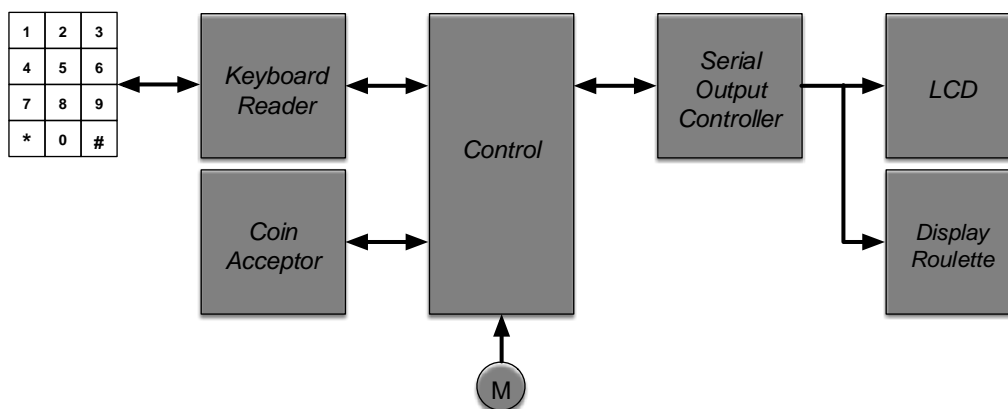 1 2 3
4 5 6
7 8 9
* 0 #
Keyboard
Reader
Coin
Acceptor
Control
M
Serial
Output
Controller
LCD
Display
Roulette